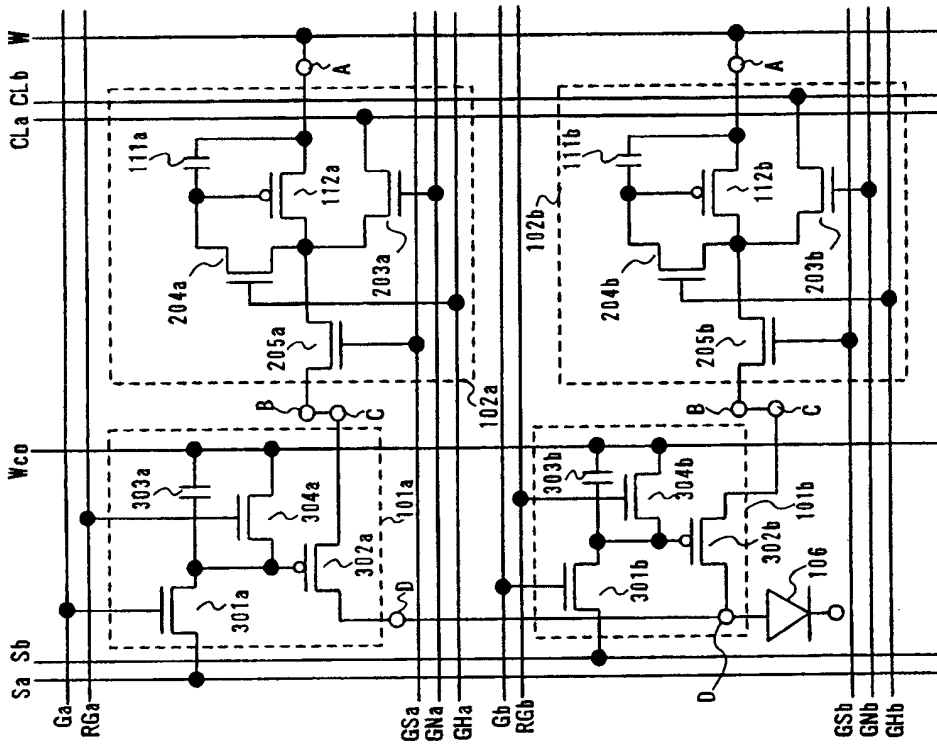 Sa
Sb
Wco
CLa
CLb
W
Ga
RGa
301a
303a
304a
302a
101a
D
B
C
205a
204a
111a
112a
203a
102a
A
GSa
GNa
GHa
Gb
RGb
301b
303b
304b
302b
101b
D
106
B
C
205b
204b
111b
112b
203b
102b
A
GSb
GNb
GHb